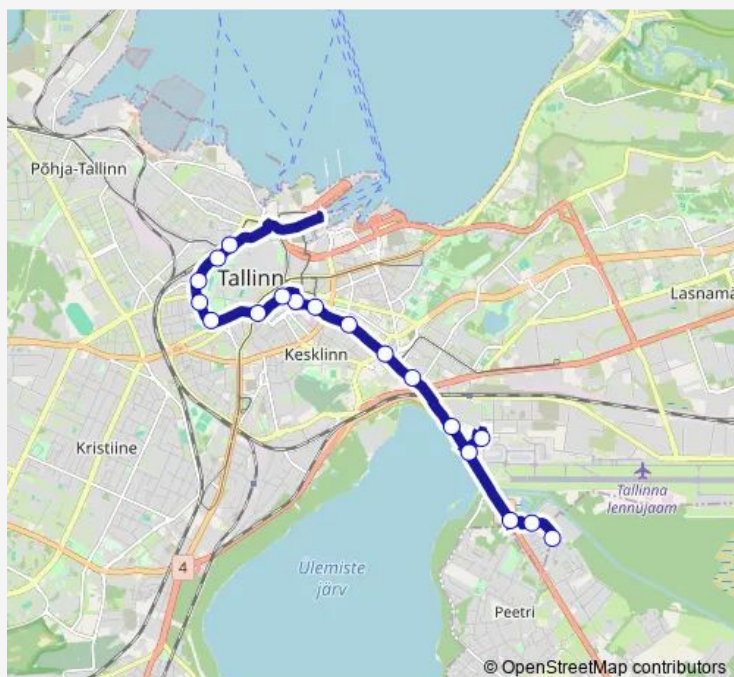 Põhja-Tallinn
Tallinn
Lasnamä
Kesklinn
Kristiine
Tallinna
lennujaam
4
Ülemiste
järv
Peetri
© OpenStreetMap contributors